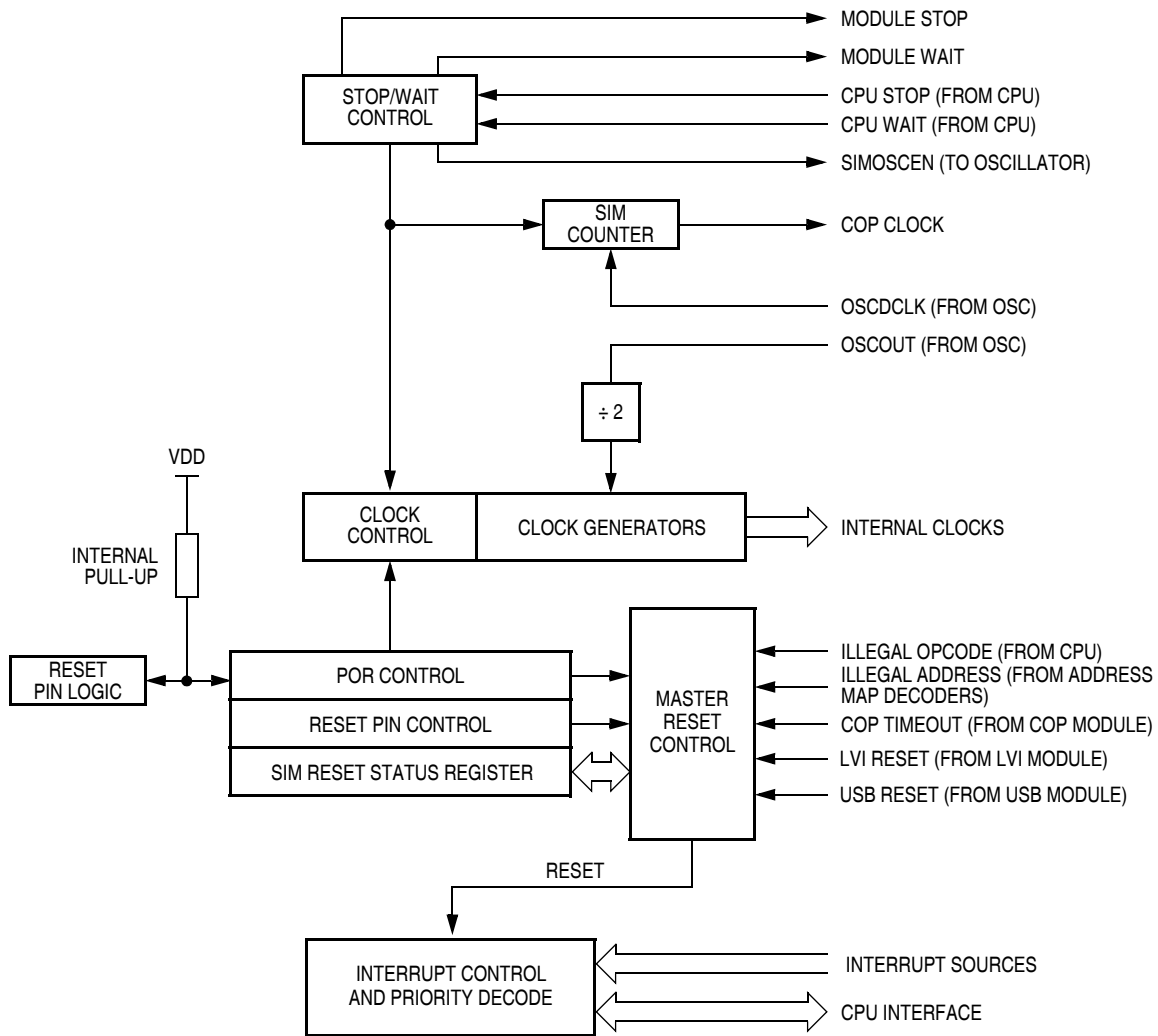 MODULE STOP
MODULE WAIT
STOP/WAIT
CONTROL
CPU STOP (FROM CPU)
CPU WAIT (FROM CPU)
SIMOSCEN (TO OSCILLATOR)
SIM
COUNTER
COP CLOCK
OSCDCLK (FROM OSC)
OSCOUT (FROM OSC)
÷ 2
VDD
CLOCK
CONTROL
CLOCK GENERATORS
INTERNAL CLOCKS
INTERNAL
PULL-UP
RESET
PIN LOGIC
POR CONTROL
RESET PIN CONTROL
SIM RESET STATUS REGISTER
MASTER
RESET
CONTROL
ILLEGAL OPCODE (FROM CPU)
ILLEGAL ADDRESS (FROM ADDRESS
MAP DECODERS)
COP TIMEOUT (FROM COP MODULE)
LVI RESET (FROM LVI MODULE)
USB RESET (FROM USB MODULE)
RESET
INTERRUPT CONTROL
AND PRIORITY DECODE
INTERRUPT SOURCES
CPU INTERFACE